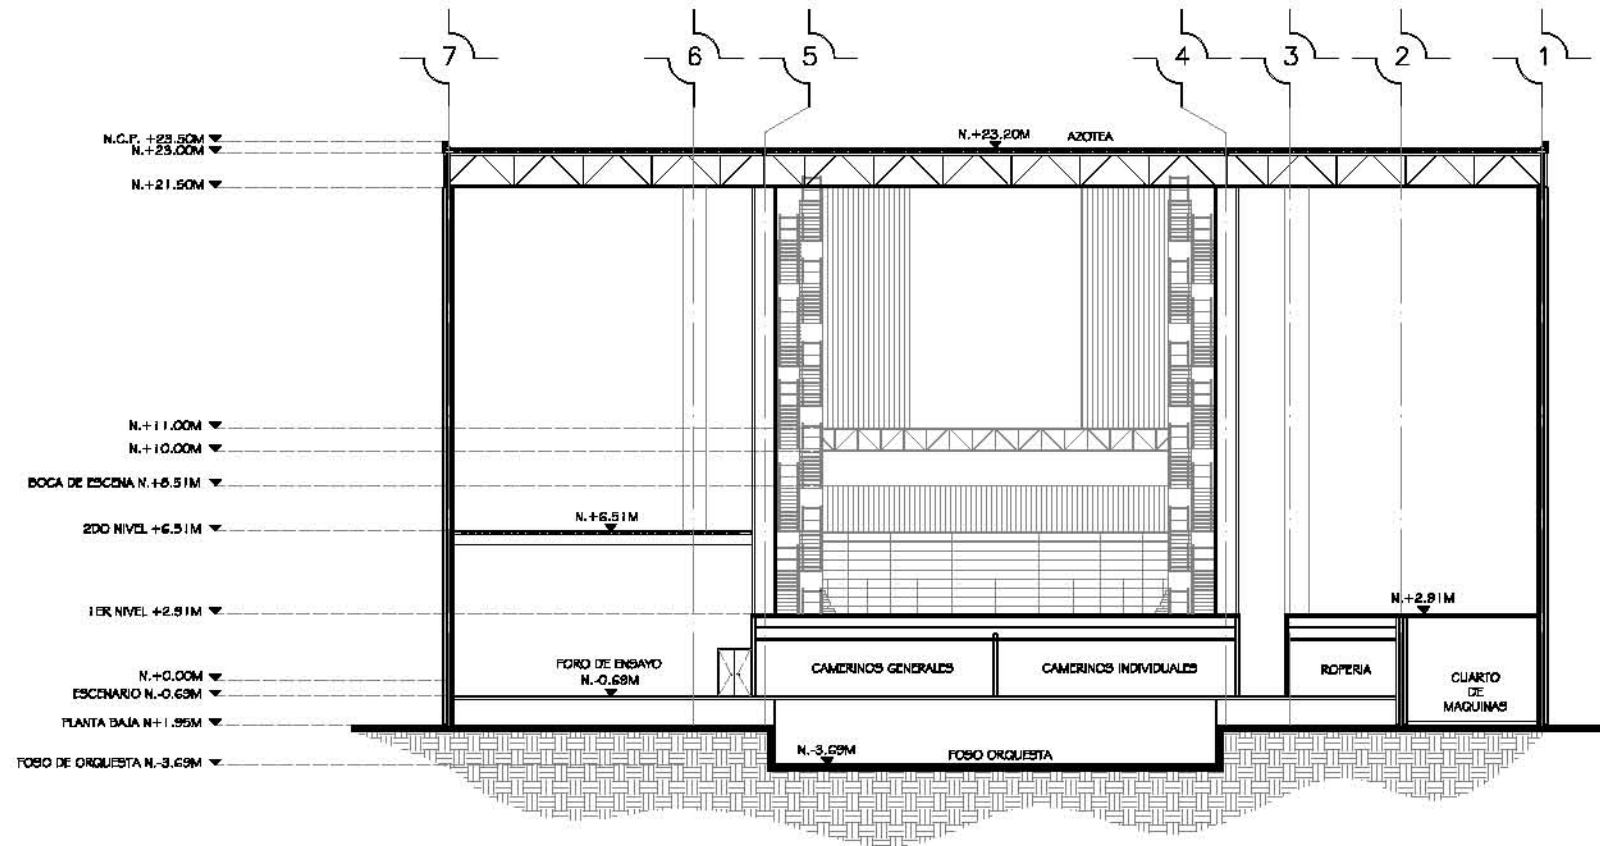 7 6 5 4 3 2 1
N.C.P. +23.50M
N.+23.00M
N.+23.20M AZOTEA
N.+21.50M
N.+11.00M
N.+10.00M
BOCA DE ESCENA N.+8.51M
2DO NIVEL +6.51M
N.+6.51M
1ER NIVEL +2.91M
N.+2.91M
FORO DE ENSAYO
N.-0.69M
CAMERINOS GENERALES
CAMERINOS INDIVIDUALES
ROPERIA
CUARTO
DE
MAQUINAS
N.+0.00M
ESCENARIO N.-0.69M
PLANTA BAJA N+1.95M
FOSO DE ORQUESTA N.-3.69M
N.-3.69M
FOSO ORQUESTA